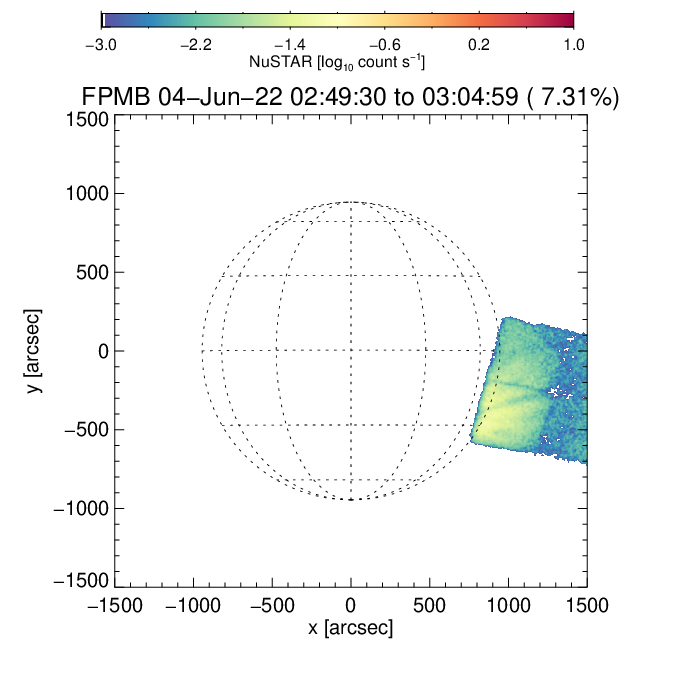 −3.0 −2.2 −1.4 −0.6 0.2 1.0
NuSTAR [log₁₀ count s⁻¹]
FPMB 04−Jun−22 02:49:30 to 03:04:59 ( 7.31%)
1500
1000
500
0
−500
−1000
−1500
y [arcsec]
−1500 −1000 −500 0 500 1000 1500
x [arcsec]